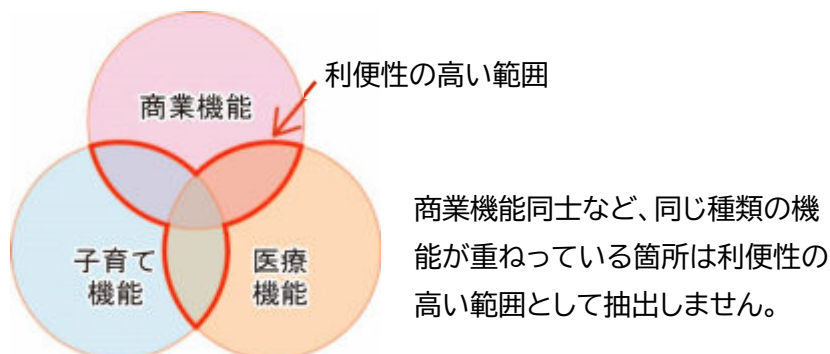 利便性の高い範囲
商業機能
子育て
機能
医療
機能
商業機能同士など、同じ種類の機
能が重ねっている箇所は利便性の
高い範囲として抽出しません。